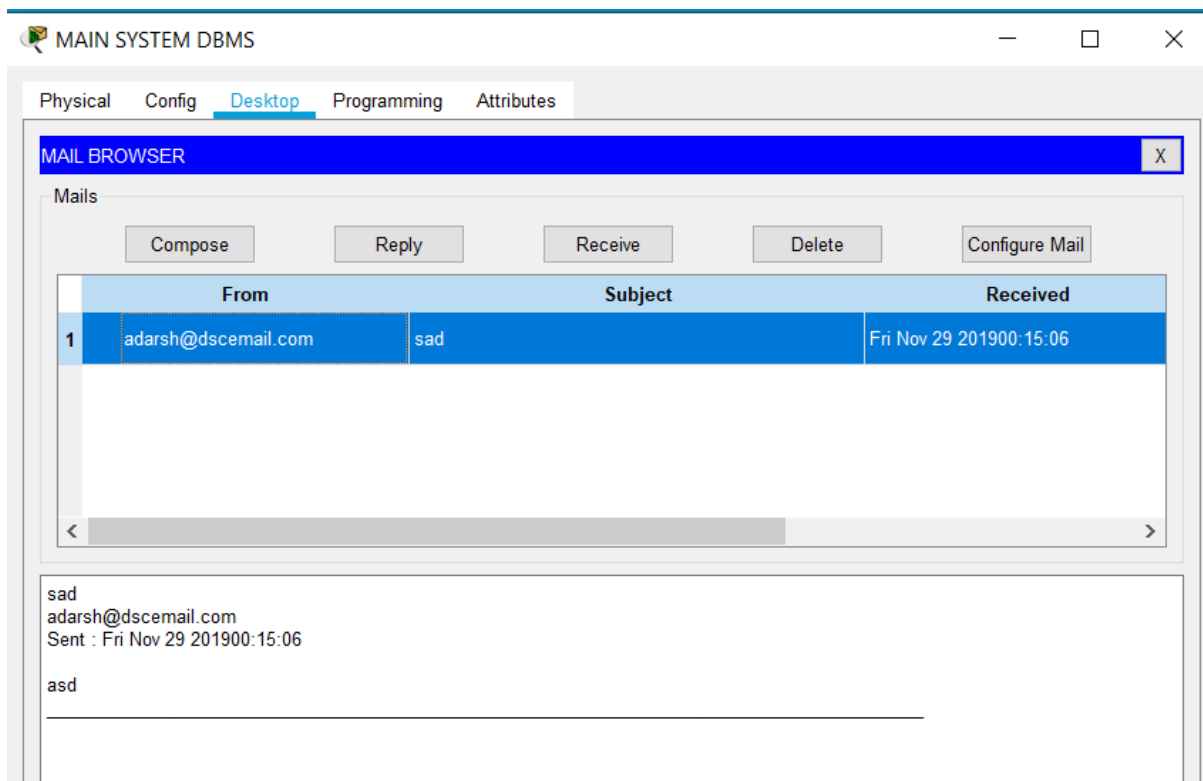 MAIN SYSTEM DBMS
Physical Config Desktop Programming Attributes
MAIL BROWSER X
Mails
Compose Reply Receive Delete Configure Mail
From Subject Received
1 adarsh@dscemail.com sad Fri Nov 29 201900:15:06
sad
adarsh@dscemail.com
Sent : Fri Nov 29 201900:15:06
asd